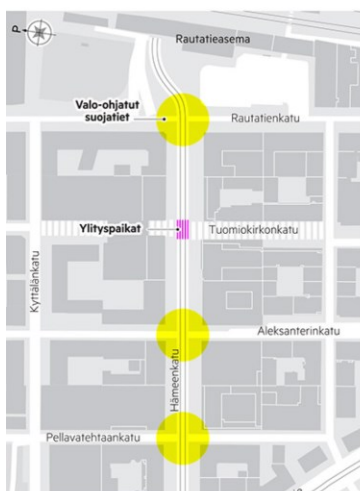 P
Rautatieasema
Valo-ohjatut
suojatiet
Rautatienkatu
Ylityspaikat
Tuomiokirkonkatu
Kyttälänkatu
Aleksanterinkatu
Hämeenkatu
Pellavatehtaankatu